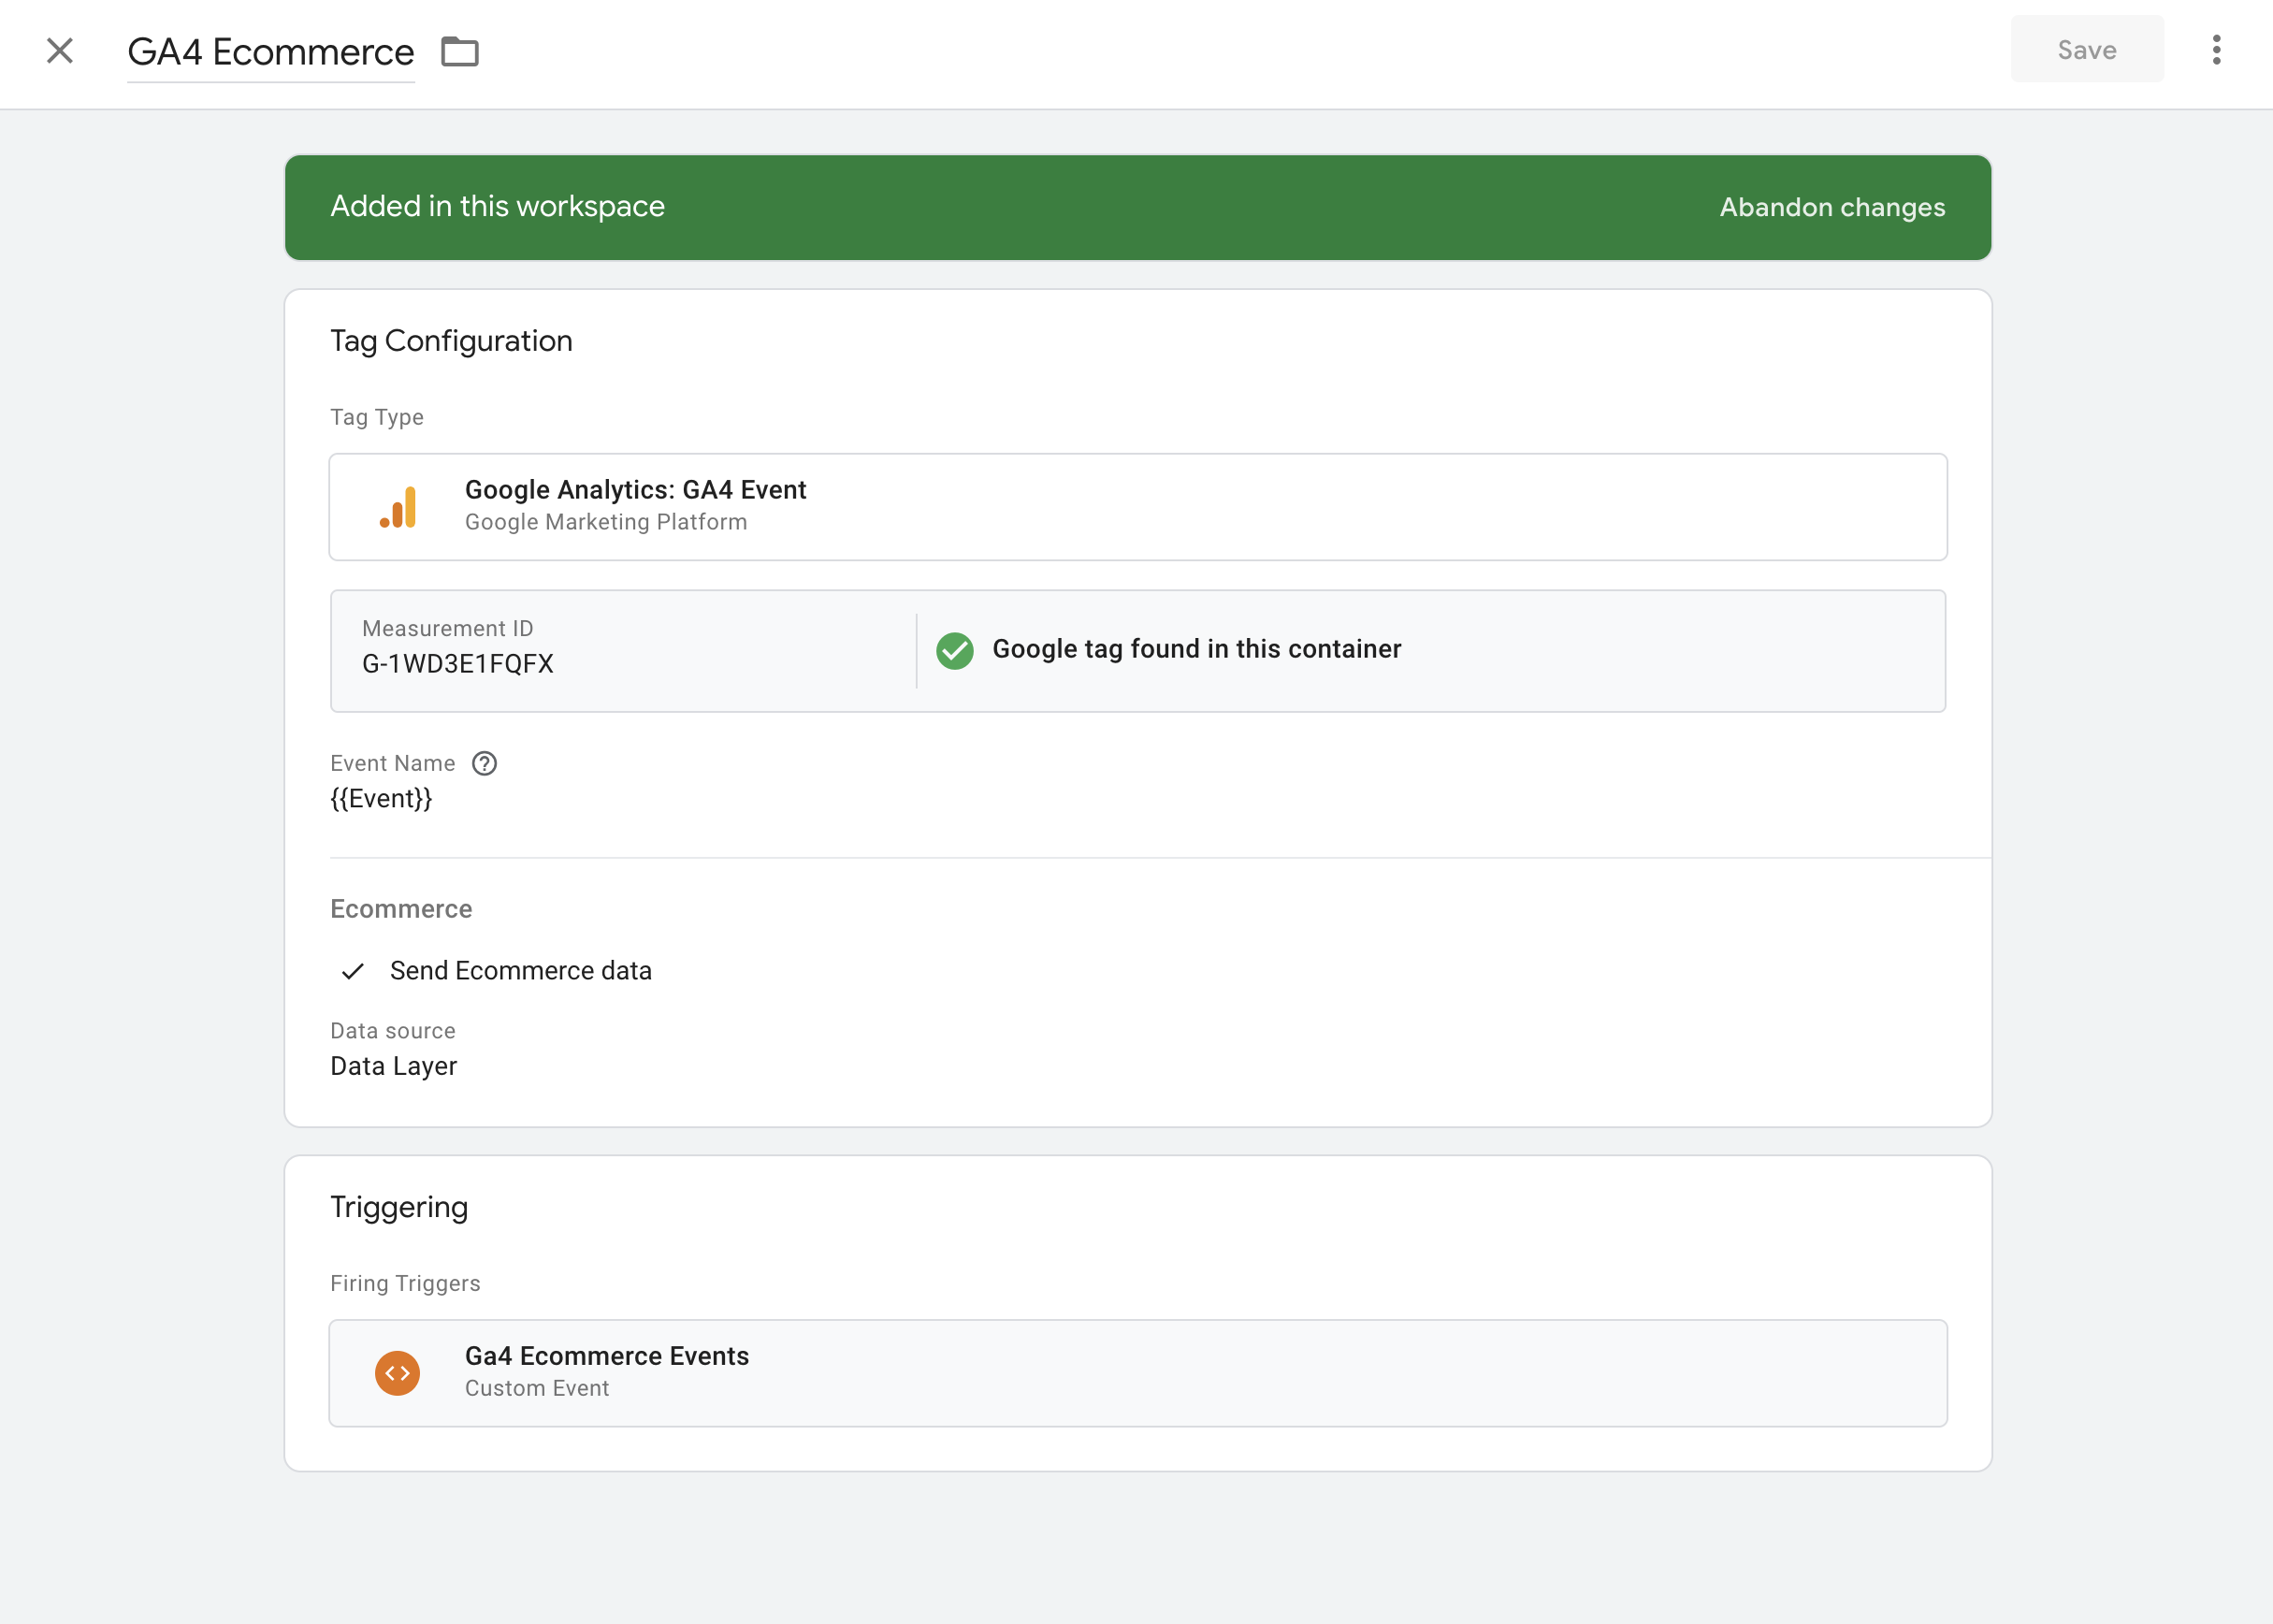 GA4 Ecommerce
Save
Added in this workspace
Abandon changes
Tag Configuration
Tag Type
Google Analytics: GA4 Event
Google Marketing Platform
Measurement ID
G-1WD3E1FQFX
Google tag found in this container
Event Name
{{Event}}
Ecommerce
Send Ecommerce data
Data source
Data Layer
Triggering
Firing Triggers
Ga4 Ecommerce Events
Custom Event